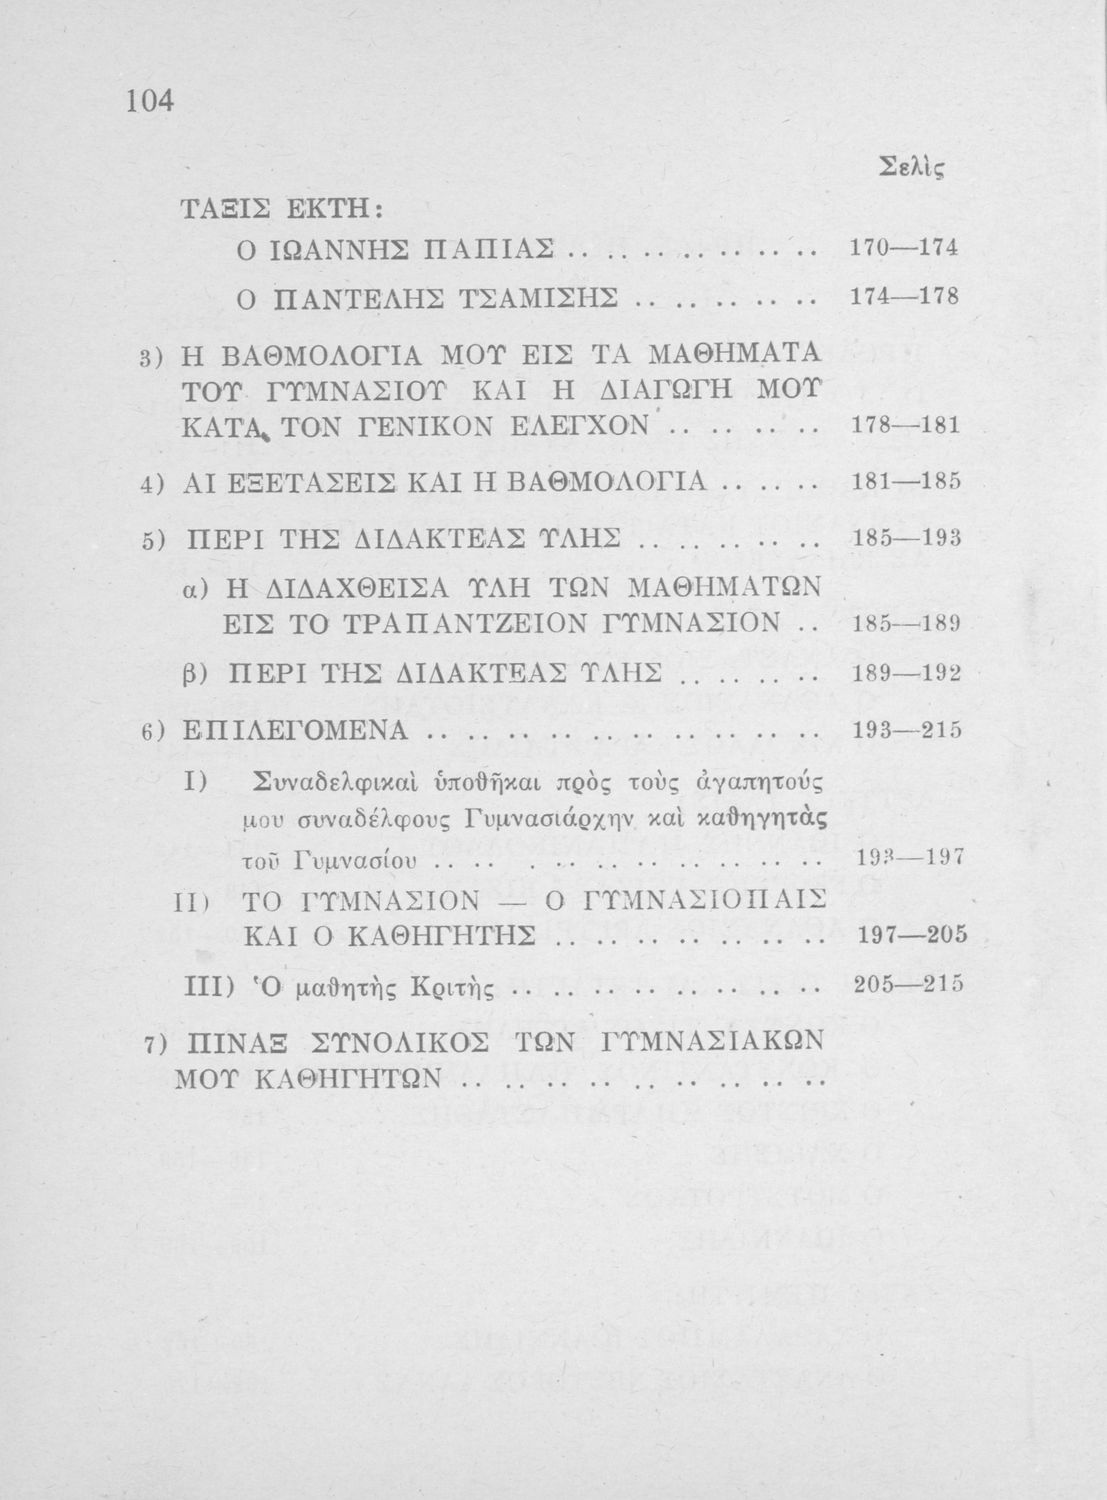 104
Σελὶς
ΤΑΞΙΣ ΕΚΤΗ:
Ο ΙΩΑΝΝΗΣ ΠΑΠΙΑΣ .. .. .. .. .. .. .. 170—174
Ο ΠΑΝΤΕΛΗΣ ΤΣΑΜΙΣΗΣ .. .. .. .. .. 174—178
3) Η ΒΑΘΜΟΛΟΓΙΑ ΜΟΥ ΕΙΣ ΤΑ ΜΑΘΗΜΑΤΑ
ΤΟΥ ΓΥΜΝΑΣΙΟΥ ΚΑΙ Η ΔΙΑΓΩΓΗ ΜΟΥ
ΚΑΤΑ ΤΟΝ ΓΕΝΙΚΟΝ ΕΛΕΓΧΟΝ .. .. .. .. 178—181
4) ΑΙ ΕΞΕΤΑΣΕΙΣ ΚΑΙ Η ΒΑΘΜΟΛΟΓΙΑ .. .. .. 181—185
5) ΠΕΡΙ ΤΗΣ ΔΙΔΑΚΤΕΑΣ ΥΛΗΣ .. .. .. .. .. 185—193
α) Η ΔΙΔΑΧΘΕΙΣΑ ΥΛΗ ΤΩΝ ΜΑΘΗΜΑΤΩΝ
ΕΙΣ ΤΟ ΤΡΑΠΑΝΤΖΕΙΟΝ ΓΥΜΝΑΣΙΟΝ .. 185—189
β) ΠΕΡΙ ΤΗΣ ΔΙΔΑΚΤΕΑΣ ΥΛΗΣ .. .. .. .. 189—192
6) ΕΠΙΛΕΓΟΜΕΝΑ .. .. .. .. .. .. .. .. .. .. 193—215
Ι) Συναδελφικαὶ ὑποθῆκαι πρὸς τοὺς ἀγαπητούς
μου συναδέλφους Γυμνασιάρχην καὶ καθηγητὰς
τοῦ Γυμνασίου .. .. .. .. .. .. .. .. .. .. 193—197
ΙΙ) ΤΟ ΓΥΜΝΑΣΙΟΝ — Ο ΓΥΜΝΑΣΙΟΠΑΙΣ
ΚΑΙ Ο ΚΑΘΗΓΗΤΗΣ .. .. .. .. .. .. .. 197—205
ΙΙΙ) Ὁ μαθητὴς Κριτὴς .. .. .. .. .. .. .. .. 205—215
7) ΠΙΝΑΞ ΣΥΝΟΛΙΚΟΣ ΤΩΝ ΓΥΜΝΑΣΙΑΚΩΝ
ΜΟΥ ΚΑΘΗΓΗΤΩΝ .. .. .. .. .. .. .. .. ..